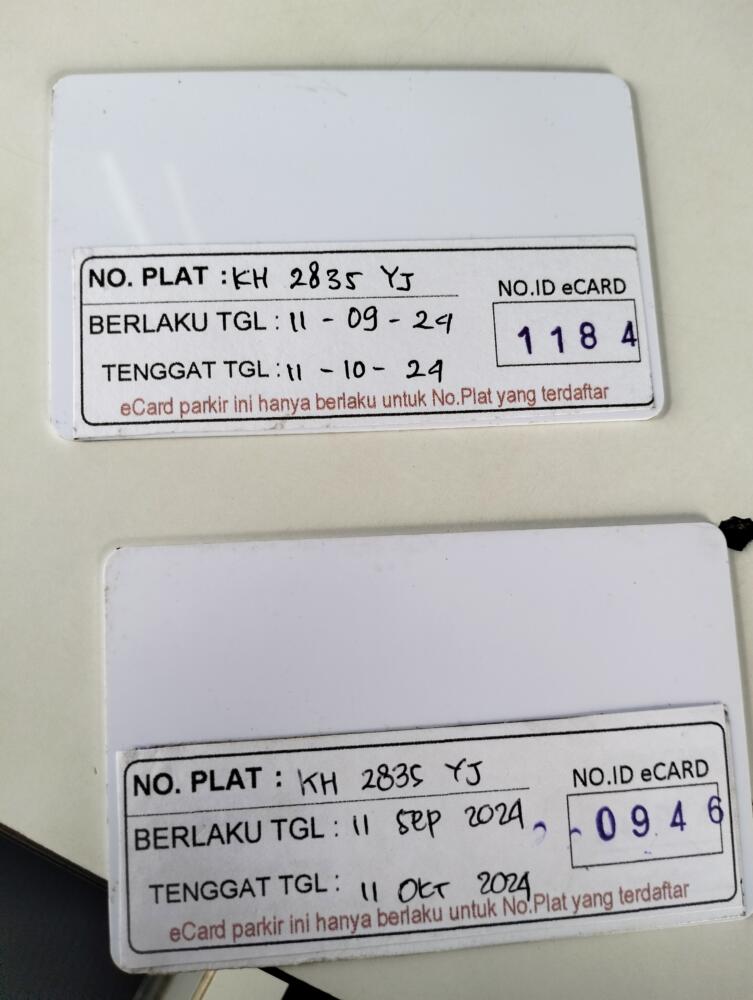 NO. PLAT : KH 2835 YJ
NO.ID eCARD
BERLAKU TGL : 11 - 09 - 24
1184
TENGGAT TGL : 11 - 10 - 24
eCard parkir ini hanya berlaku untuk No.Plat yang terdaftar
NO. PLAT : KH 2835 YJ
NO.ID eCARD
BERLAKU TGL : 11 Sep 2024
0946
TENGGAT TGL : 11 OKT 2024
eCard parkir ini hanya berlaku untuk No.Plat yang terdaftar